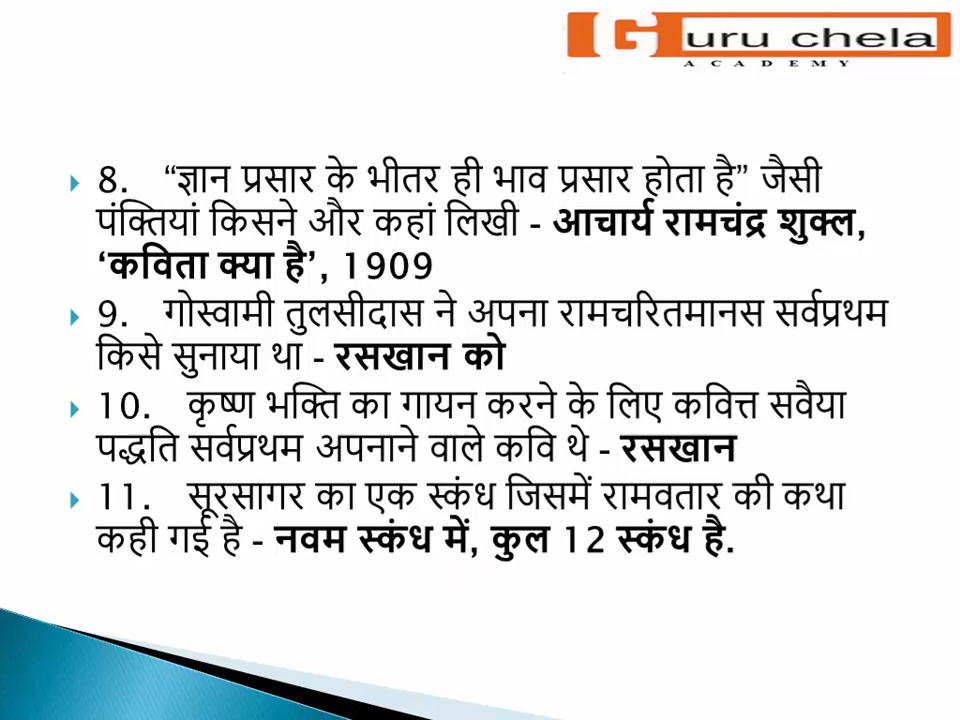 Guru chela
ACADEMY
8. “ज्ञान प्रसार के भीतर ही भाव प्रसार होता है” जैसी
पंक्तियां किसने और कहां लिखी - आचार्य रामचंद्र शुक्ल,
‘कविता क्या है’, 1909
9. गोस्वामी तुलसीदास ने अपना रामचरितमानस सर्वप्रथम
किसे सुनाया था - रसखान को
10. कृष्ण भक्ति का गायन करने के लिए कवित्त सवैया
पद्धति सर्वप्रथम अपनाने वाले कवि थे - रसखान
11. सूरसागर का एक स्कंध जिसमें रामवतार की कथा
कही गई है - नवम स्कंध में, कुल 12 स्कंध है.